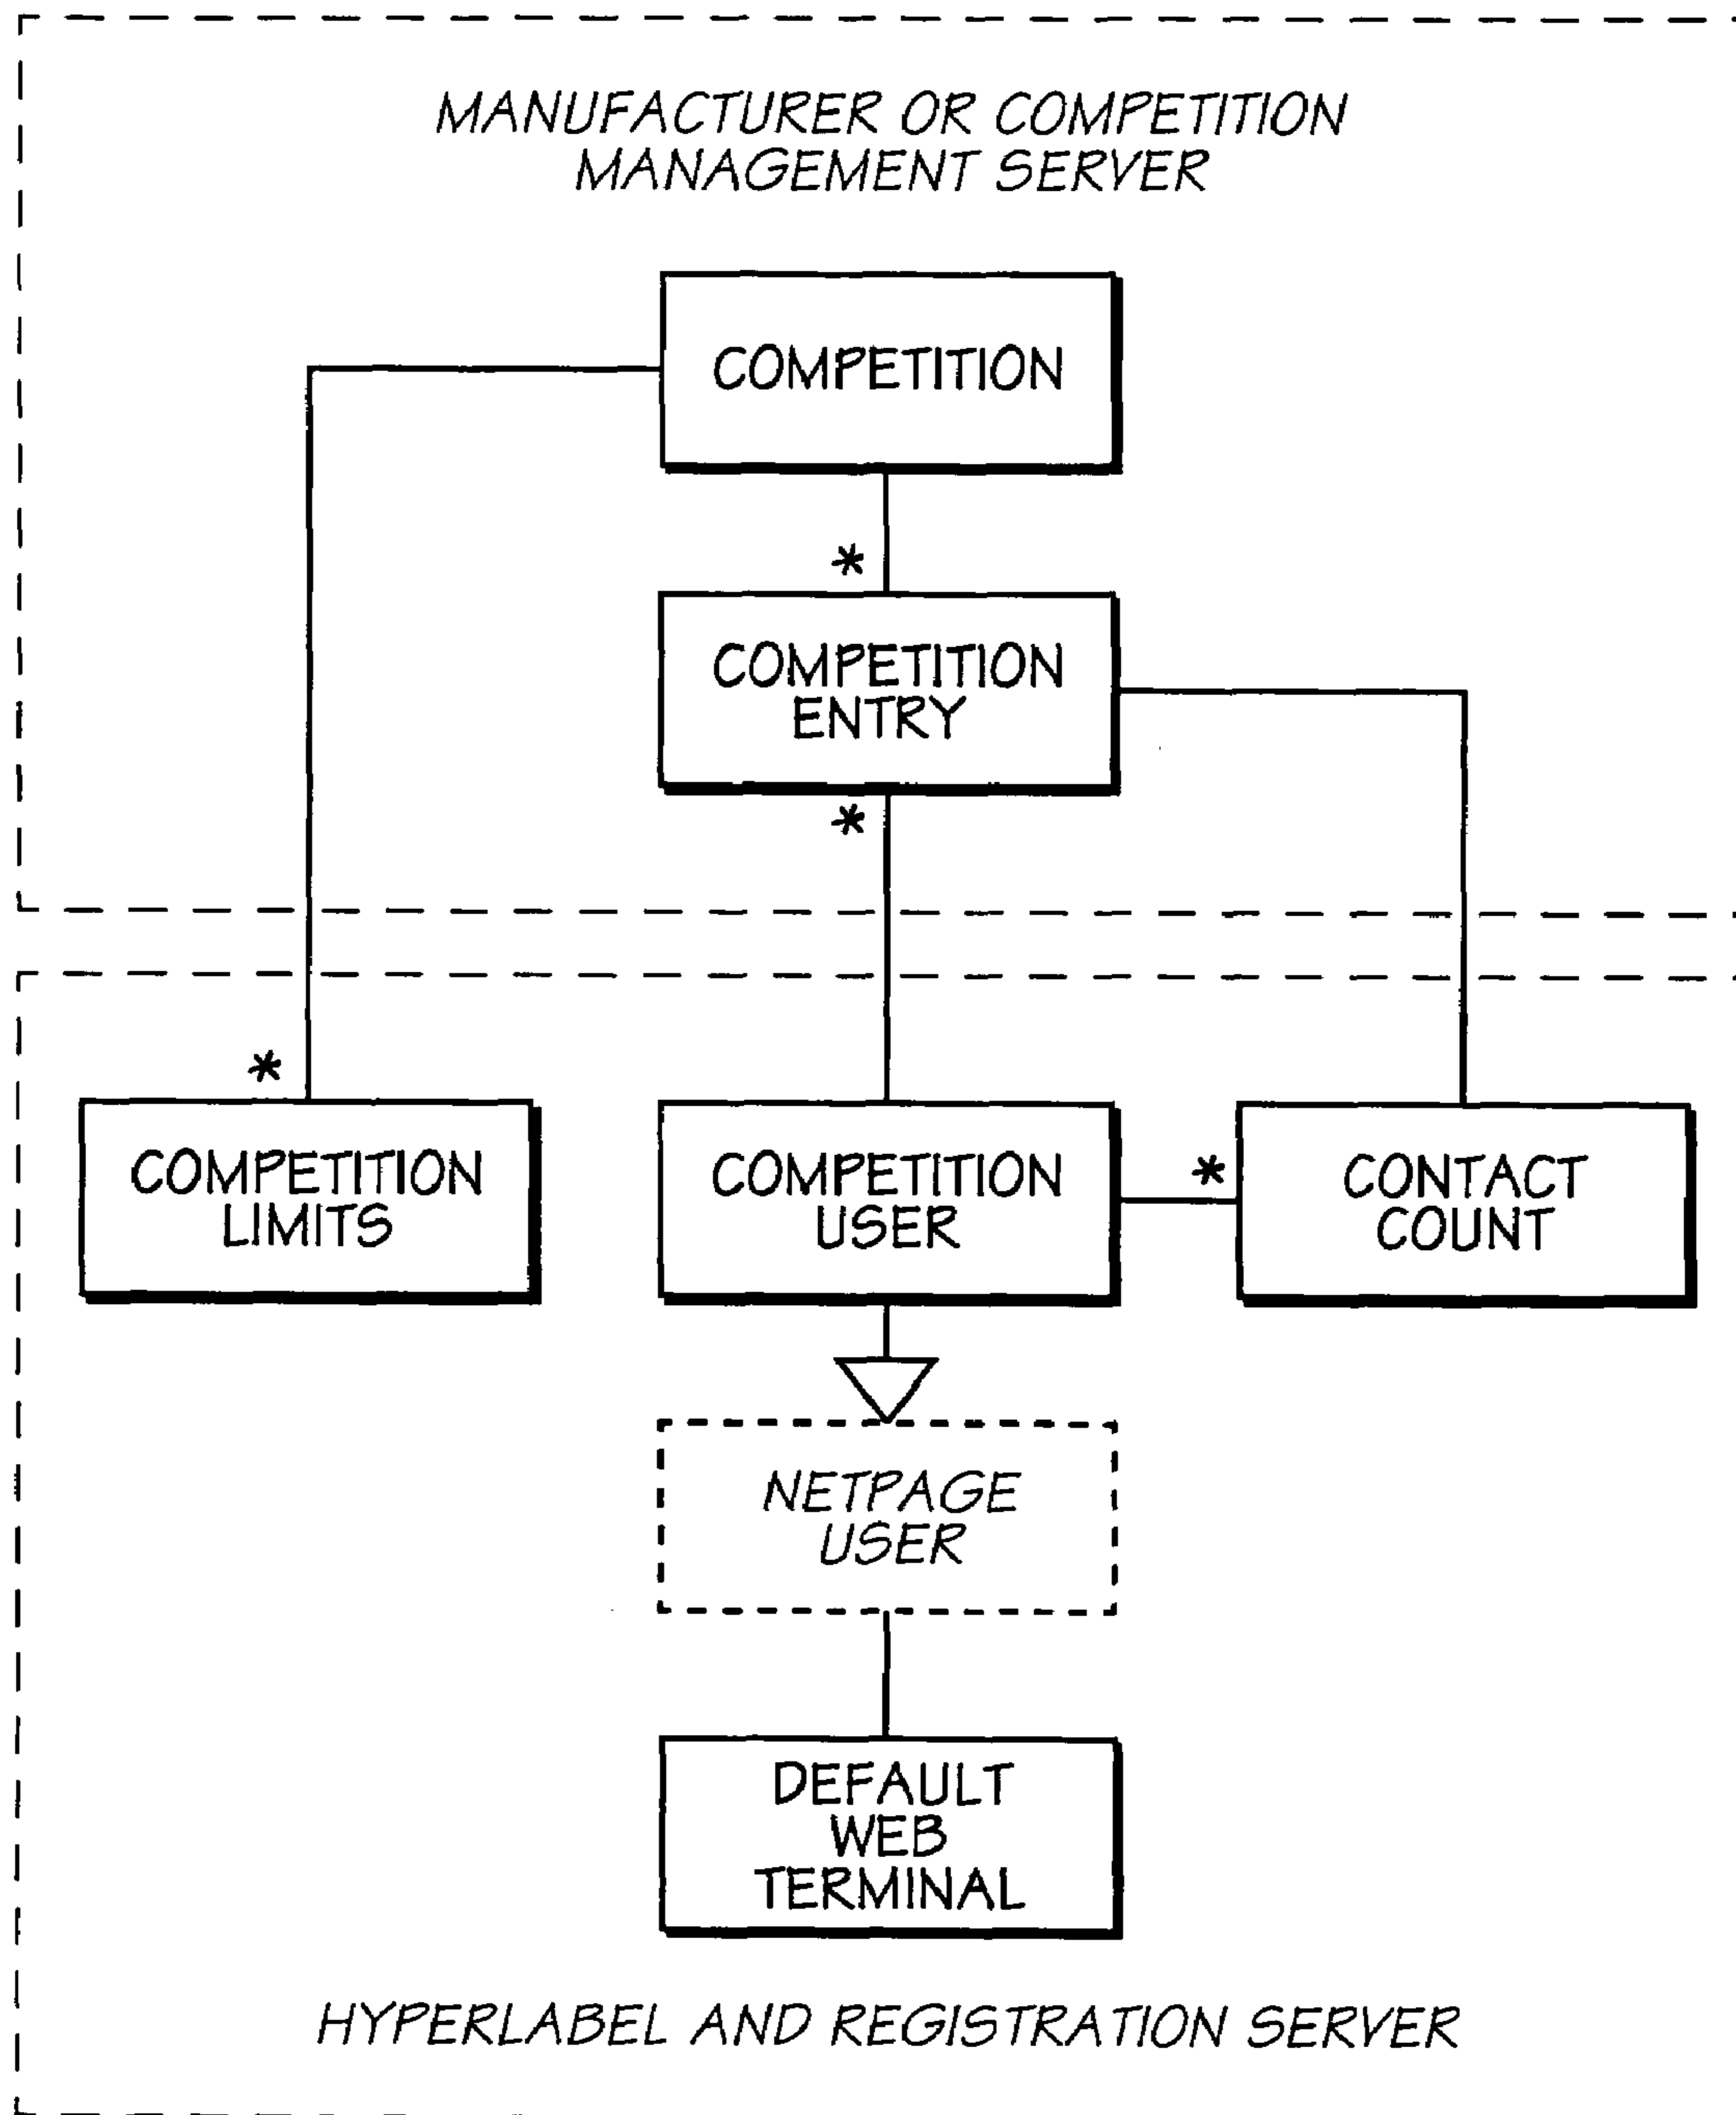 MANUFACTURER OR COMPETITION
MANAGEMENT SERVER
COMPETITION
*
COMPETITION
ENTRY
*
*
COMPETITION
LIMITS
COMPETITION
USER
*
CONTACT
COUNT
NETPAGE
USER
DEFAULT
WEB
TERMINAL
HYPERLABEL AND REGISTRATION SERVER